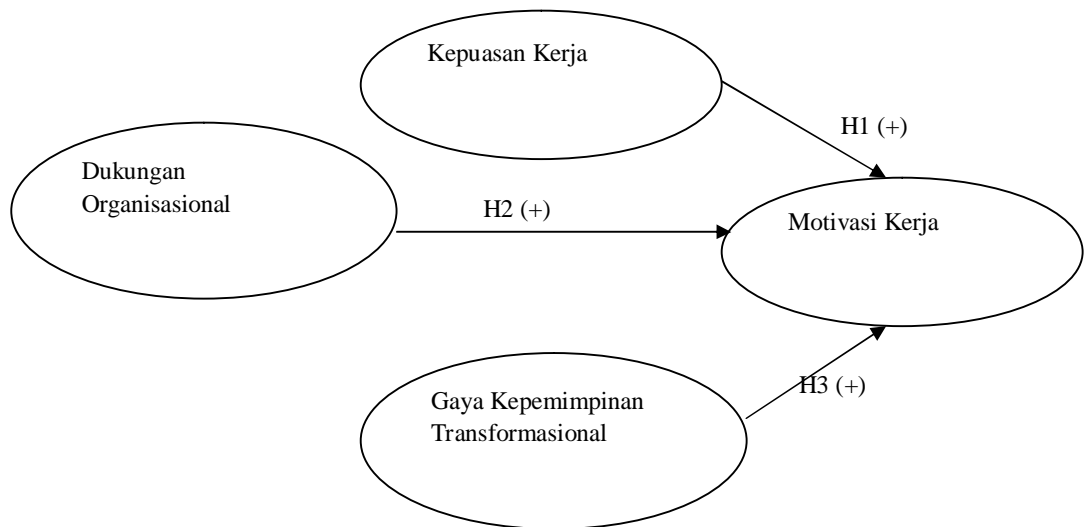 Kepuasan Kerja
H1 (+)
Dukungan
Organisasional
H2 (+)
Motivasi Kerja
H3 (+)
Gaya Kepemimpinan
Transformasional